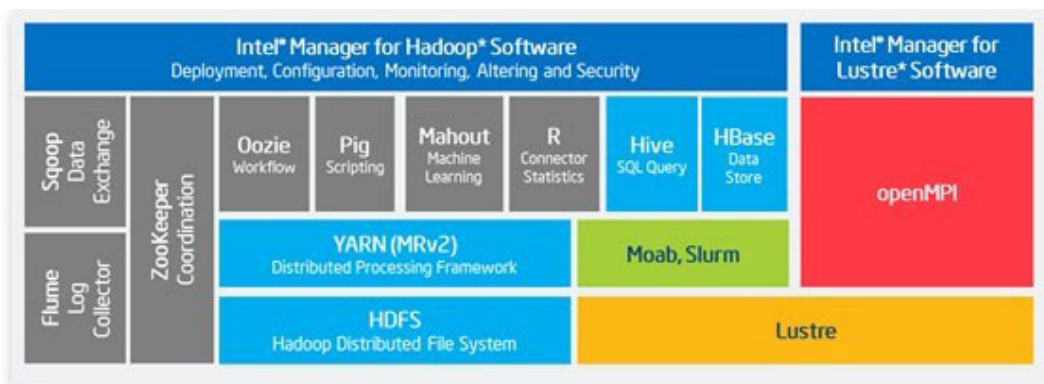 Intel® Manager for Hadoop* Software
Deployment, Configuration, Monitoring, Altering and Security
Intel® Manager for
Lustre* Software
Sqoop
Data
Exchange
Flume
Log
Collector
ZooKeeper
Coordination
Oozie
Workflow
Pig
Scripting
Mahout
Machine
Learning
R
Connector
Statistics
Hive
SQL Query
HBase
Data
Store
openMPI
YARN (MRv2)
Distributed Processing Framework
Moab, Slurm
HDFS
Hadoop Distributed File System
Lustre